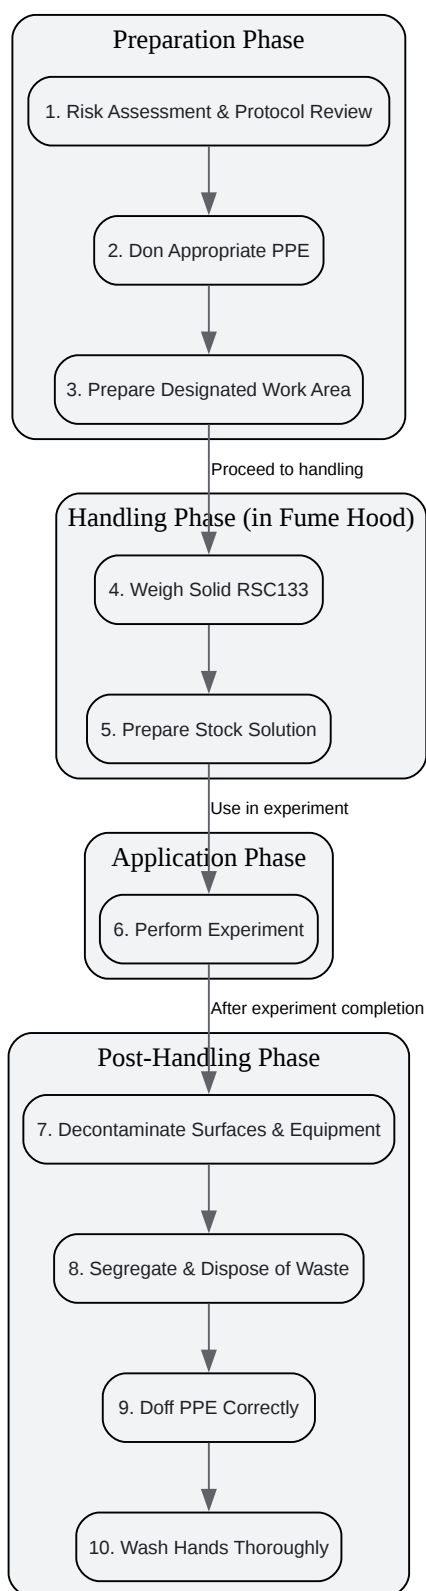 Preparation Phase
1. Risk Assessment & Protocol Review
2. Don Appropriate PPE
3. Prepare Designated Work Area
Proceed to handling
Handling Phase (in Fume Hood)
4. Weigh Solid RSC133
5. Prepare Stock Solution
Use in experiment
Application Phase
6. Perform Experiment
After experiment completion
Post-Handling Phase
7. Decontaminate Surfaces & Equipment
8. Segregate & Dispose of Waste
9. Doff PPE Correctly
10. Wash Hands Thoroughly